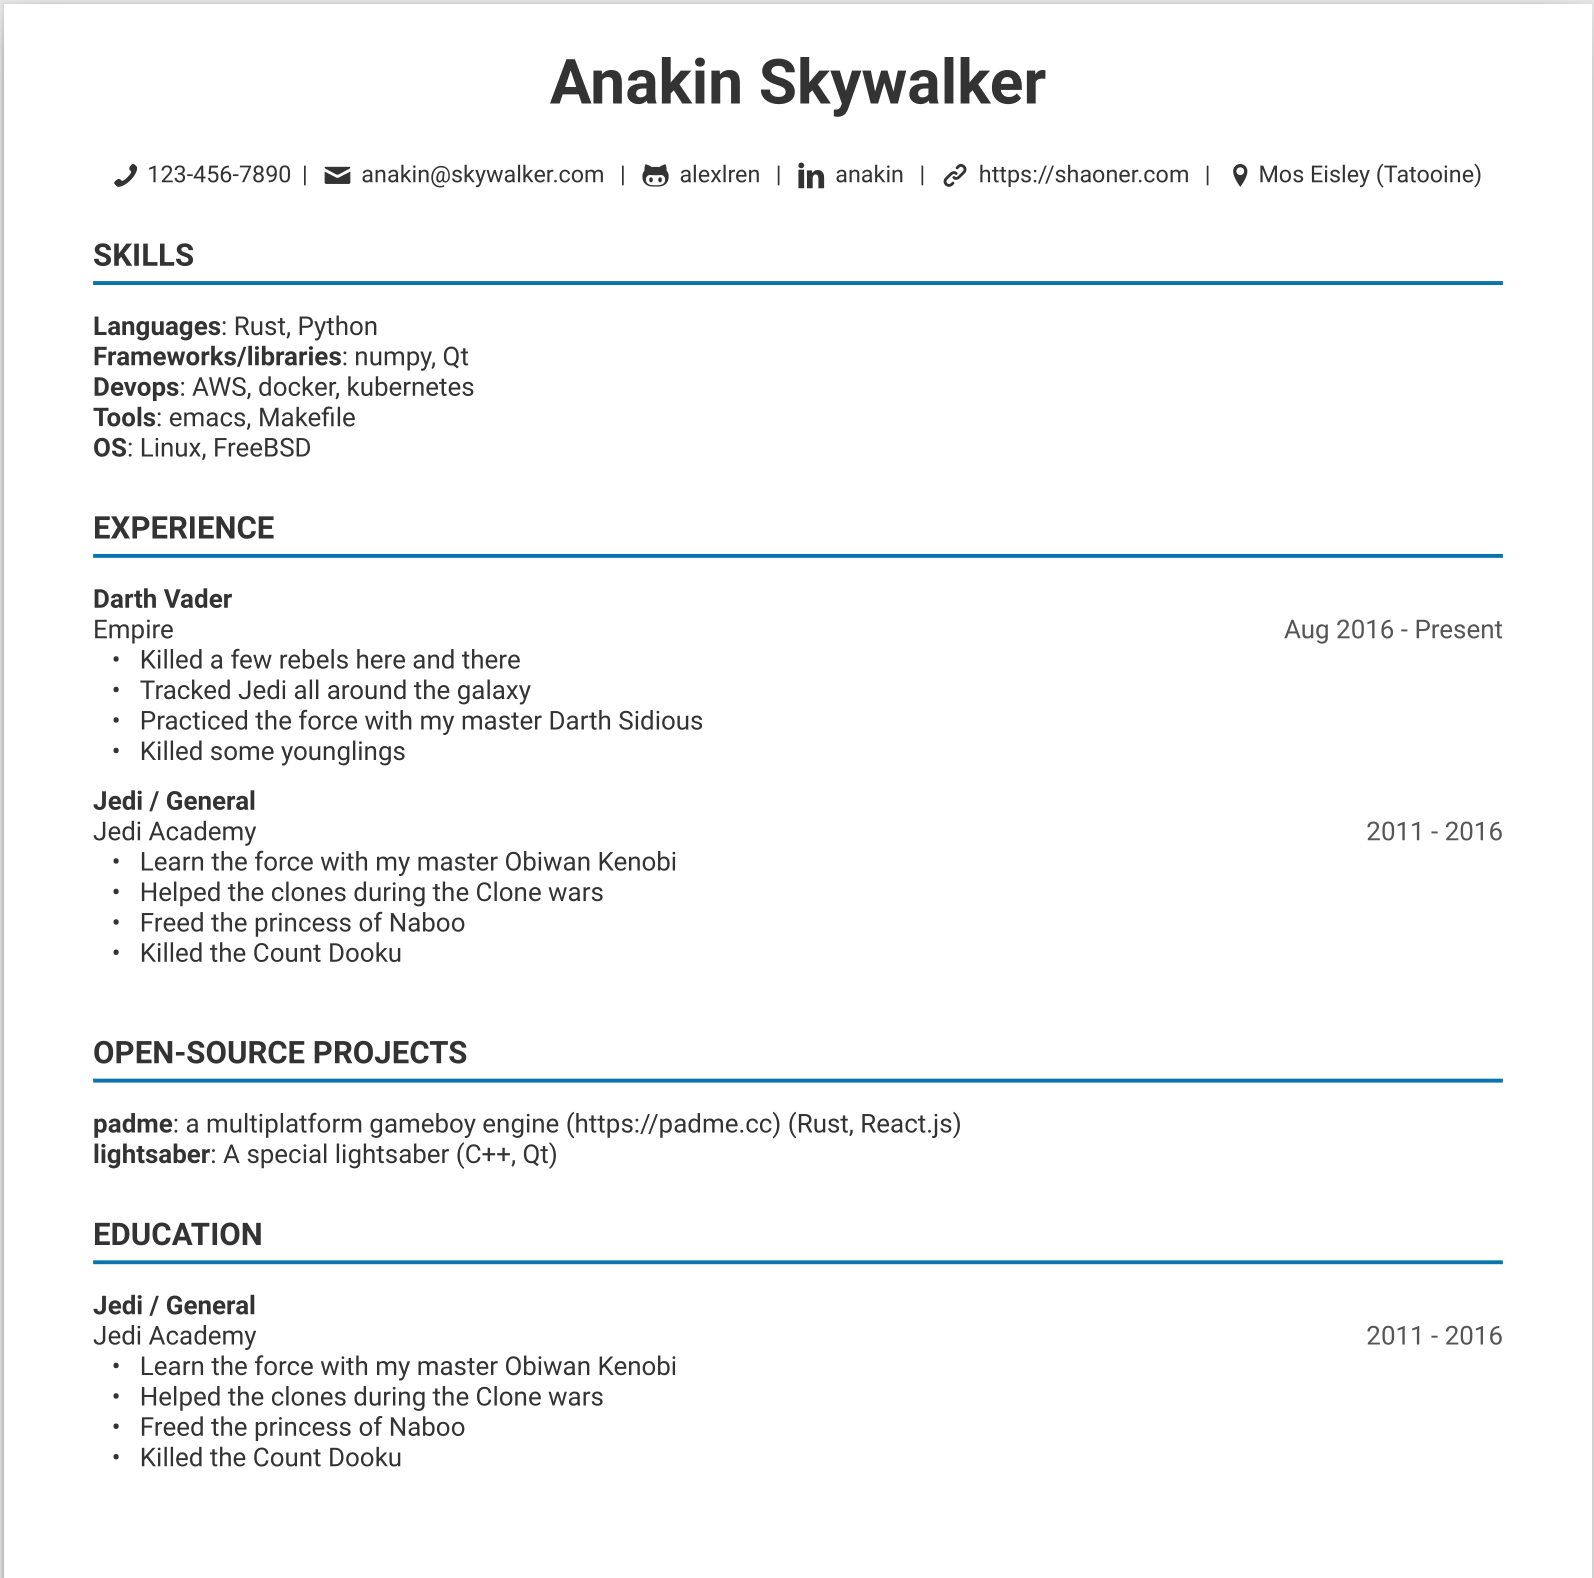 Anakin Skywalker
123-456-7890 | anakin@skywalker.com | alexlren | in anakin | https://shaoner.com | Mos Eisley (Tatooine)
SKILLS
Languages: Rust, Python
Frameworks/libraries: numpy, Qt
Devops: AWS, docker, kubernetes
Tools: emacs, Makefile
OS: Linux, FreeBSD
EXPERIENCE
Darth Vader
Empire Aug 2016 - Present
• Killed a few rebels here and there
• Tracked Jedi all around the galaxy
• Practiced the force with my master Darth Sidious
• Killed some younglings
Jedi / General
Jedi Academy 2011 - 2016
• Learn the force with my master Obiwan Kenobi
• Helped the clones during the Clone wars
• Freed the princess of Naboo
• Killed the Count Dooku
OPEN-SOURCE PROJECTS
padme: a multiplatform gameboy engine (https://padme.cc) (Rust, React.js)
lightsaber: A special lightsaber (C++, Qt)
EDUCATION
Jedi / General
Jedi Academy 2011 - 2016
• Learn the force with my master Obiwan Kenobi
• Helped the clones during the Clone wars
• Freed the princess of Naboo
• Killed the Count Dooku